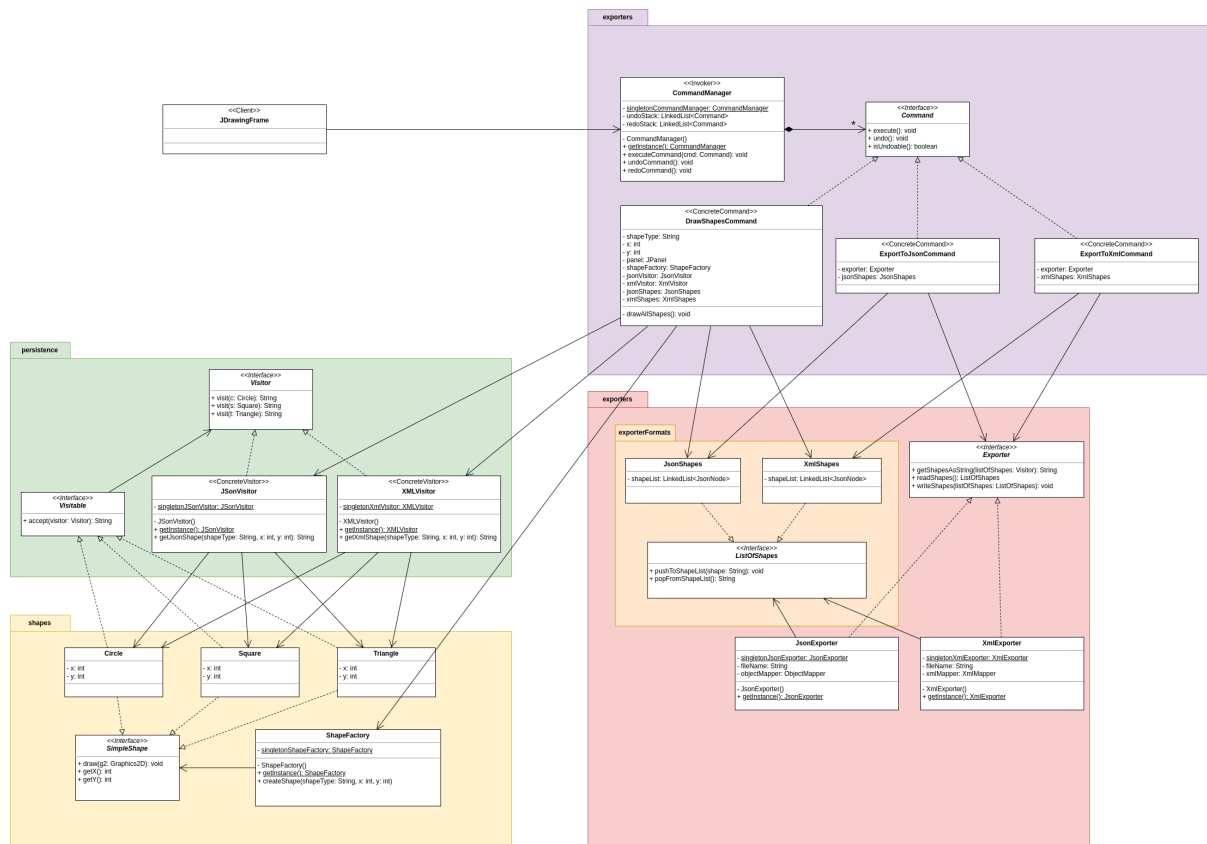 exporters
<<Invoker>>
CommandManager
- singletonCommandManager: CommandManager
- undoStack: LinkedList<Command>
- redoStack: LinkedList<Command>
- CommandManager()
+ getInstance(): CommandManager
+ executeCommand(cmd: Command): void
+ undoCommand(): void
+ redoCommand(): void
<<Client>>
JDrawingFrame
*
<<Interface>>
Command
+ execute(): void
+ undo(): void
+ isUndoable(): boolean
<<ConcreteCommand>>
DrawShapesCommand
- shapeType: String
- x: int
- y: int
- panel: JPanel
- shapeFactory: ShapeFactory
- jsonVisitor: JsonVisitor
- xmlVisitor: XmlVisitor
- jsonShapes: JsonShapes
- xmlShapes: XmlShapes
- drawAllShapes(): void
<<ConcreteCommand>>
ExportToJsonCommand
- exporter: Exporter
- jsonShapes: JsonShapes
<<ConcreteCommand>>
ExportToXmlCommand
- exporter: Exporter
- xmlShapes: XmlShapes
persistence
<<Interface>>
Visitor
+ visit(c: Circle): String
+ visit(s: Square): String
+ visit(t: Triangle): String
<<Interface>>
Visitable
+ accept(visitor: Visitor): String
<<ConcreteVisitor>>
JSonVisitor
- singletonJSonVisitor: JSonVisitor
- JSonVisitor()
+ getInstance(): JSonVisitor
+ getJsonShape(shapeType: String, x: int, y: int): String
<<ConcreteVisitor>>
XMLVisitor
- singletonXmlVisitor: XMLVisitor
- XMLVisitor()
+ getInstance(): XMLVisitor
+ getXmlShape(shapeType: String, x: int, y: int): String
exporters
exporterFormats
JsonShapes
- shapeList: LinkedList<JsonNode>
XmlShapes
- shapeList: LinkedList<JsonNode>
<<Interface>>
Exporter
+ getShapesAsString(listOfShapes: Visitor): String
+ readShapes(): ListOfShapes
+ writeShapes(listOfShapes: ListOfShapes): void
<<Interface>>
ListOfShapes
+ pushToShapeList(shape: String): void
+ popFromShapeList(): String
JsonExporter
- singletonJsonExporter: JsonExporter
- fileName: String
- objectMapper: ObjectMapper
- JsonExporter()
+ getInstance(): JsonExporter
XmlExporter
- singletonXmlExporter: XmlExporter
- fileName: String
- xmlMapper: XmlMapper
- XmlExporter()
+ getInstance(): XmlExporter
shapes
Circle
- x: int
- y: int
Square
- x: int
- y: int
Triangle
- x: int
- y: int
<<Interface>>
SimpleShape
+ draw(g2: Graphics2D): void
+ getX(): int
+ getY(): int
ShapeFactory
- singletonShapeFactory: ShapeFactory
- ShapeFactory()
+ getInstance(): ShapeFactory
+ createShape(shapeType: String, x: int, y: int)